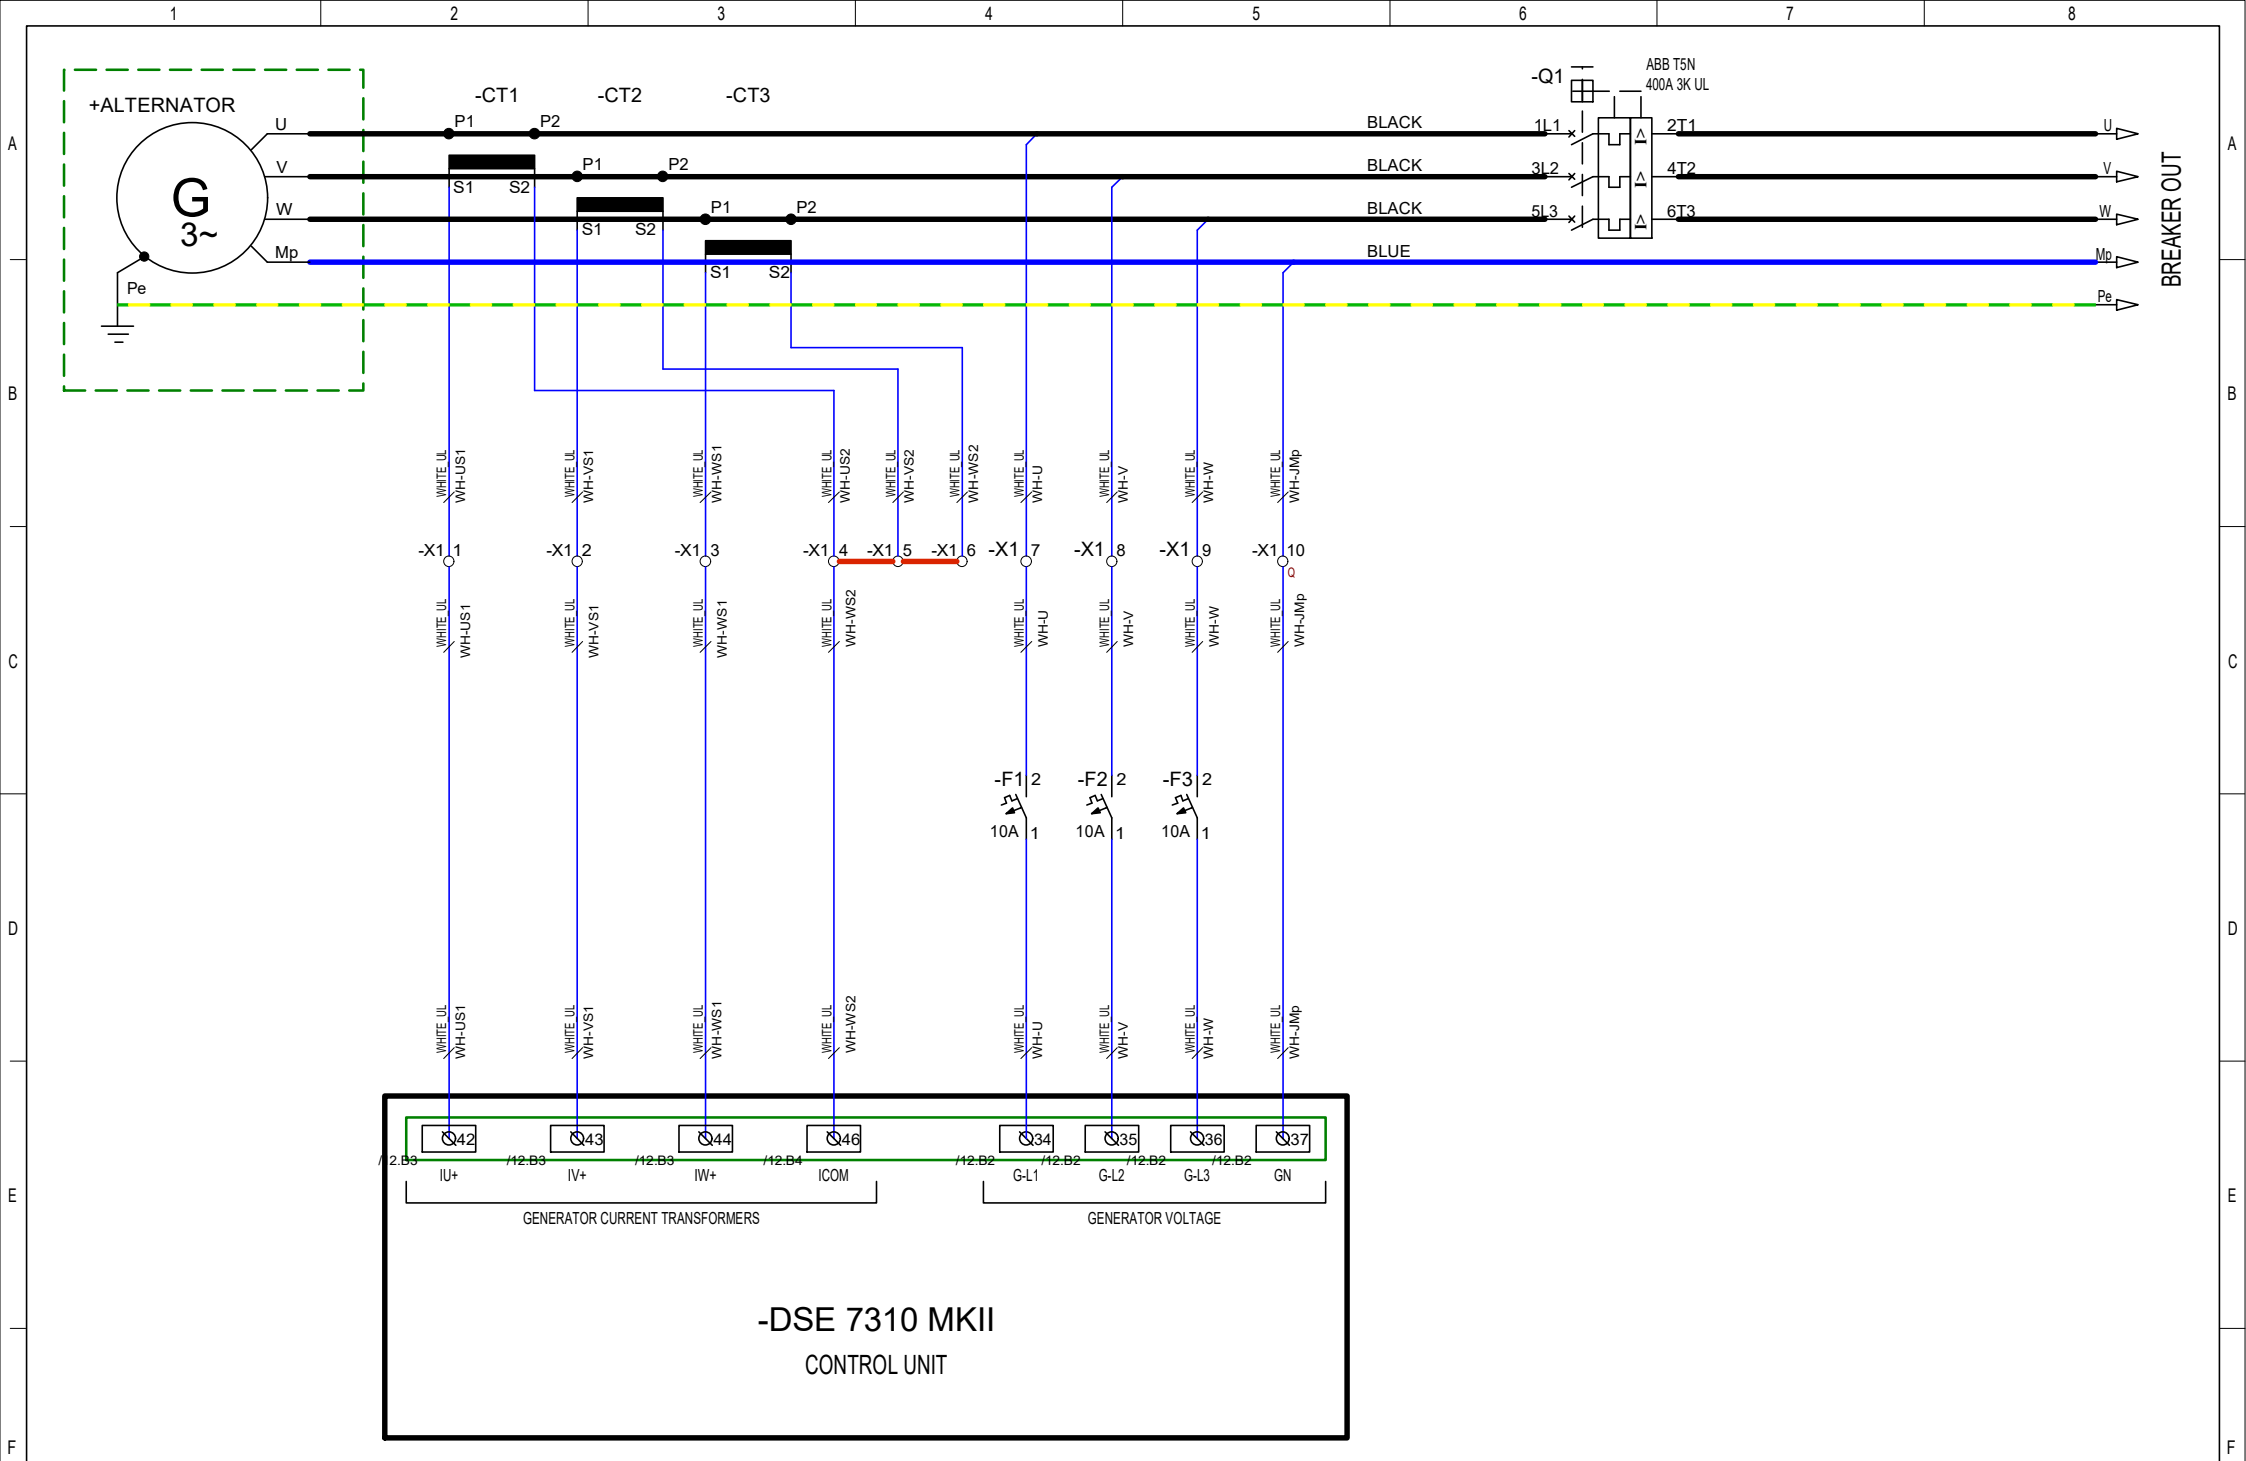 1 2 3 4 5 6 7 8
A A
B B
C C
D D
E E
F F
+ALTERNATOR
G
3~
U
V
W
Mp
Pe
-CT1
-CT2
-CT3
P1 P2
S1 S2
P1 P2
S1 S2
P1 P2
S1 S2
BLACK
BLACK
BLACK
BLUE
-Q1
ABB T5N
400A 3K UL
1L1 2T1
3L2 4T2
5L3 6T3
I>
I>
I>
U
V
W
Mp
Pe
BREAKER OUT
WHITE UL WH-US1
WHITE UL WH-VS1
WHITE UL WH-WS1
WHITE UL WH-US2
WHITE UL WH-VS2
WHITE UL WH-WS2
WHITE UL WH-U
WHITE UL WH-V
WHITE UL WH-W
WHITE UL WH-JMp
-X1 1
-X1 2
-X1 3
-X1 4
-X1 5
-X1 6
-X1 7
-X1 8
-X1 9
-X1 10
Q
WHITE UL WH-US1
WHITE UL WH-VS1
WHITE UL WH-WS1
WHITE UL WH-WS2
WHITE UL WH-U
WHITE UL WH-V
WHITE UL WH-W
WHITE UL WH-JMp
-F1 2
10A 1
-F2 2
10A 1
-F3 2
10A 1
WHITE UL WH-US1
WHITE UL WH-VS1
WHITE UL WH-WS1
WHITE UL WH-WS2
WHITE UL WH-U
WHITE UL WH-V
WHITE UL WH-W
WHITE UL WH-JMp
42 43 44 46 34 35 36 37
/12.B3 /12.B3 /12.B3 /12.B4 /12.B2 /12.B2 /12.B2 /12.B2
IU+ IV+ IW+ ICOM G-L1 G-L2 G-L3 GN
GENERATOR CURRENT TRANSFORMERS
GENERATOR VOLTAGE
-DSE 7310 MKII
CONTROL UNIT